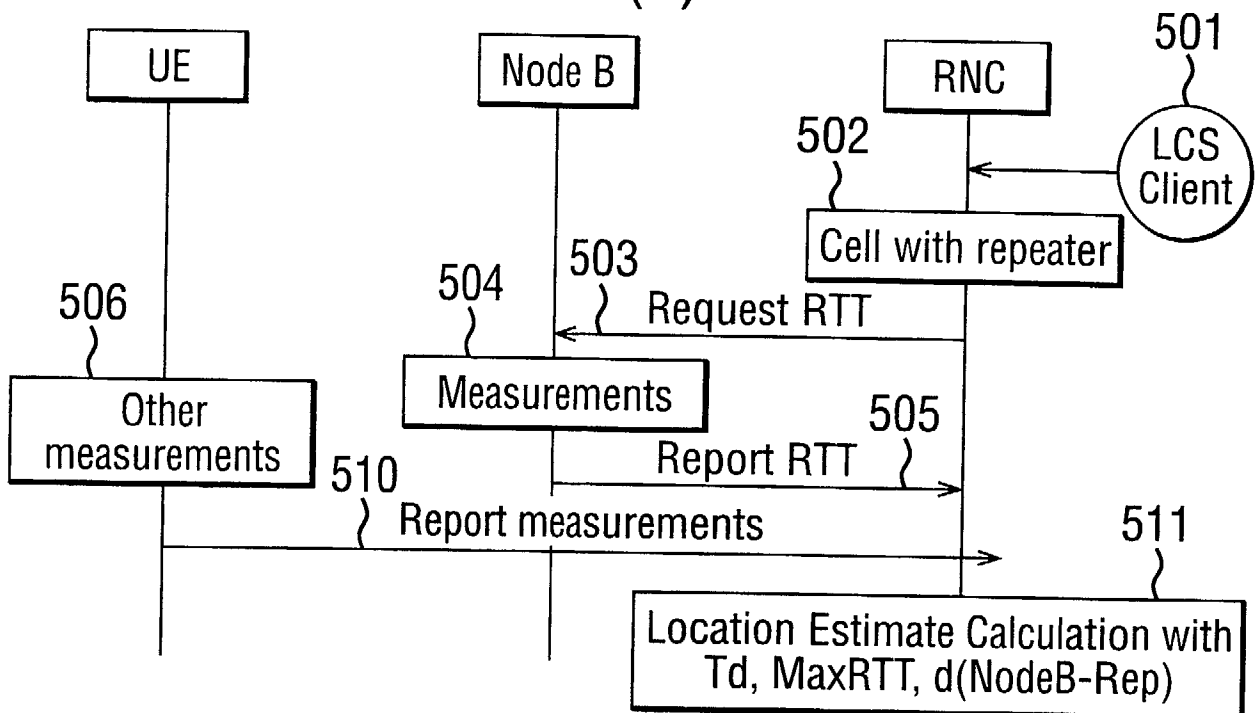 501
UE
Node B
RNC
502
LCS
Client
Cell with repeater
503
504
Request RTT
506
Measurements
Other
measurements
505
Report RTT
510
Report measurements
511
Location Estimate Calculation with
Td, MaxRTT, d(NodeB-Rep)